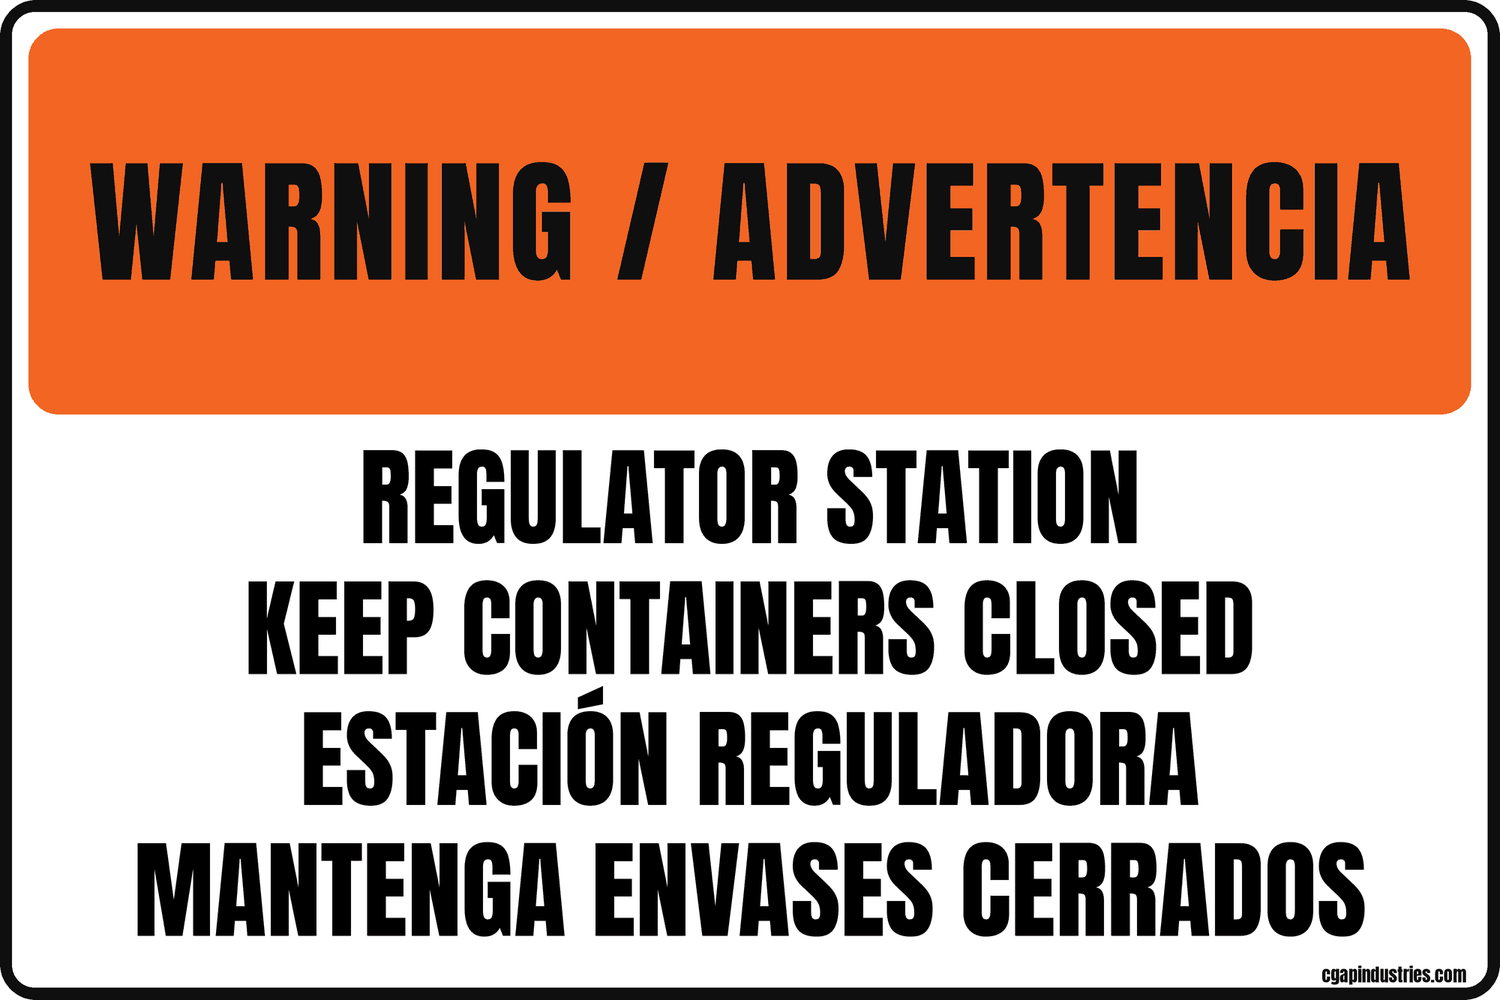 WARNING / ADVERTENCIA
REGULATOR STATION
KEEP CONTAINERS CLOSED
ESTACIÓN REGULADORA
MANTENGA ENVASES CERRADOS
cgapindustries.com